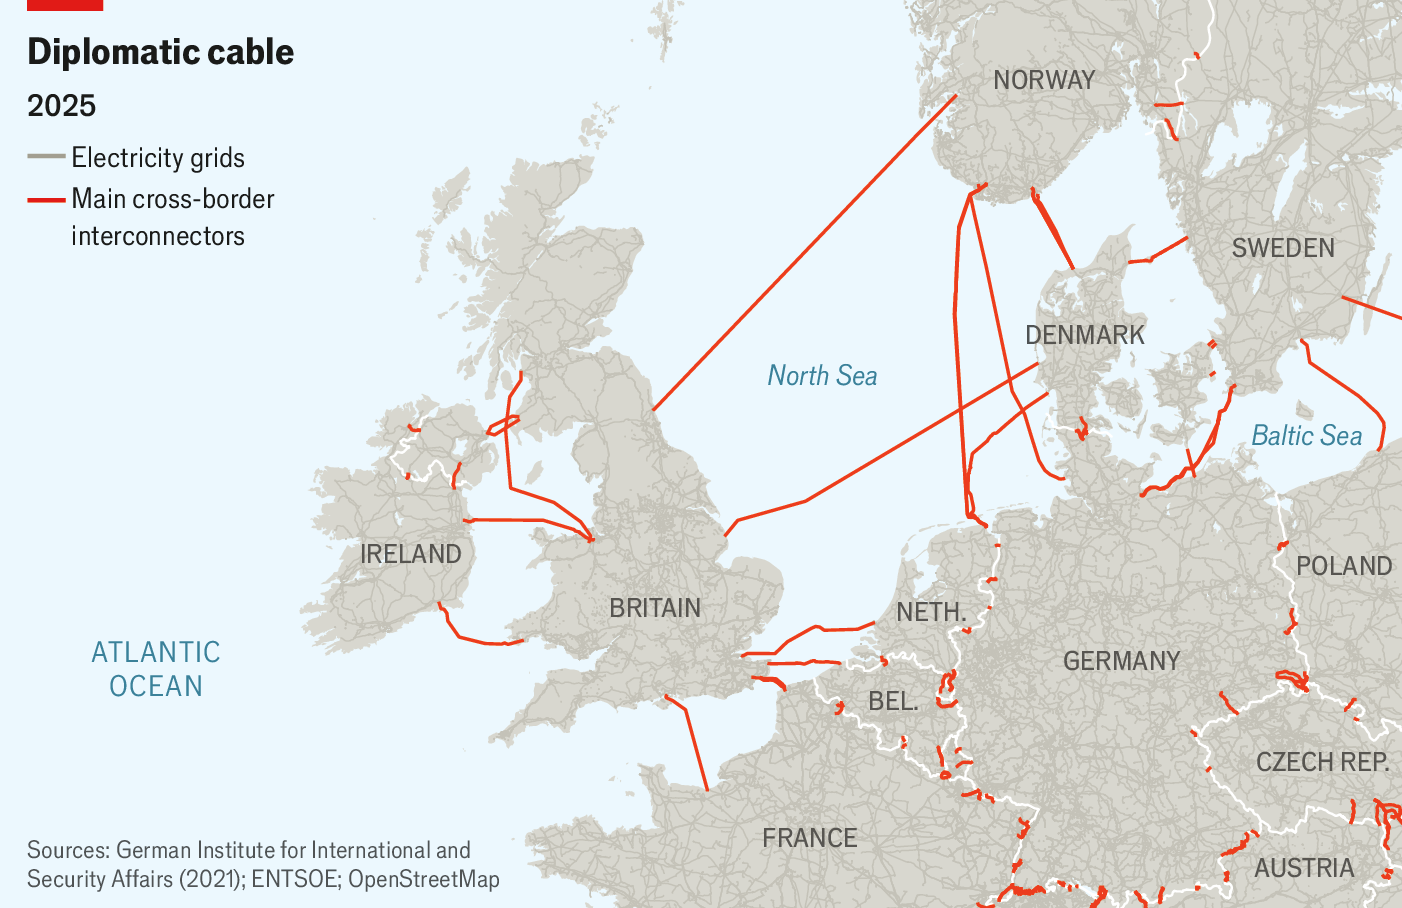 Diplomatic cable
2025
Electricity grids
Main cross-border
interconnectors
NORWAY
SWEDEN
DENMARK
North Sea
Baltic Sea
IRELAND
BRITAIN
NETH.
POLAND
GERMANY
ATLANTIC
OCEAN
BEL.
CZECH REP.
FRANCE
AUSTRIA
Sources: German Institute for International and
Security Affairs (2021); ENTSOE; OpenStreetMap